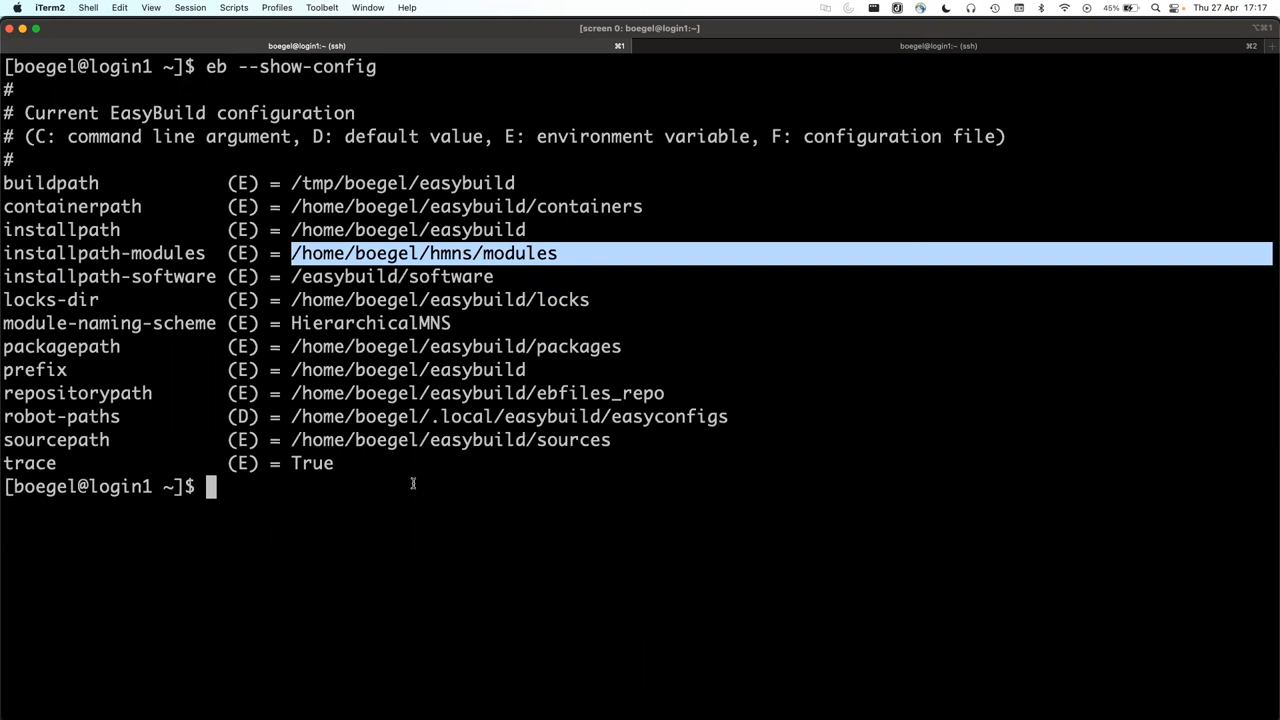 iTerm2 Shell Edit View Session Scripts Profiles Toolbelt Window Help 45% Thu 27 Apr 17:17
[screen 0: boegel@login1:~]
⌥⌘1
boegel@login1:~ (ssh) ⌘1 boegel@login1:~ (ssh) ⌘2 +
[boegel@login1 ~]$ eb --show-config
#
# Current EasyBuild configuration
# (C: command line argument, D: default value, E: environment variable, F: configuration file)
#
buildpath (E) = /tmp/boegel/easybuild
containerpath (E) = /home/boegel/easybuild/containers
installpath (E) = /home/boegel/easybuild
installpath-modules (E) = /home/boegel/hmns/modules
installpath-software (E) = /easybuild/software
locks-dir (E) = /home/boegel/easybuild/locks
module-naming-scheme (E) = HierarchicalMNS
packagepath (E) = /home/boegel/easybuild/packages
prefix (E) = /home/boegel/easybuild
repositorypath (E) = /home/boegel/easybuild/ebfiles_repo
robot-paths (D) = /home/boegel/.local/easybuild/easyconfigs
sourcepath (E) = /home/boegel/easybuild/sources
trace (E) = True
[boegel@login1 ~]$